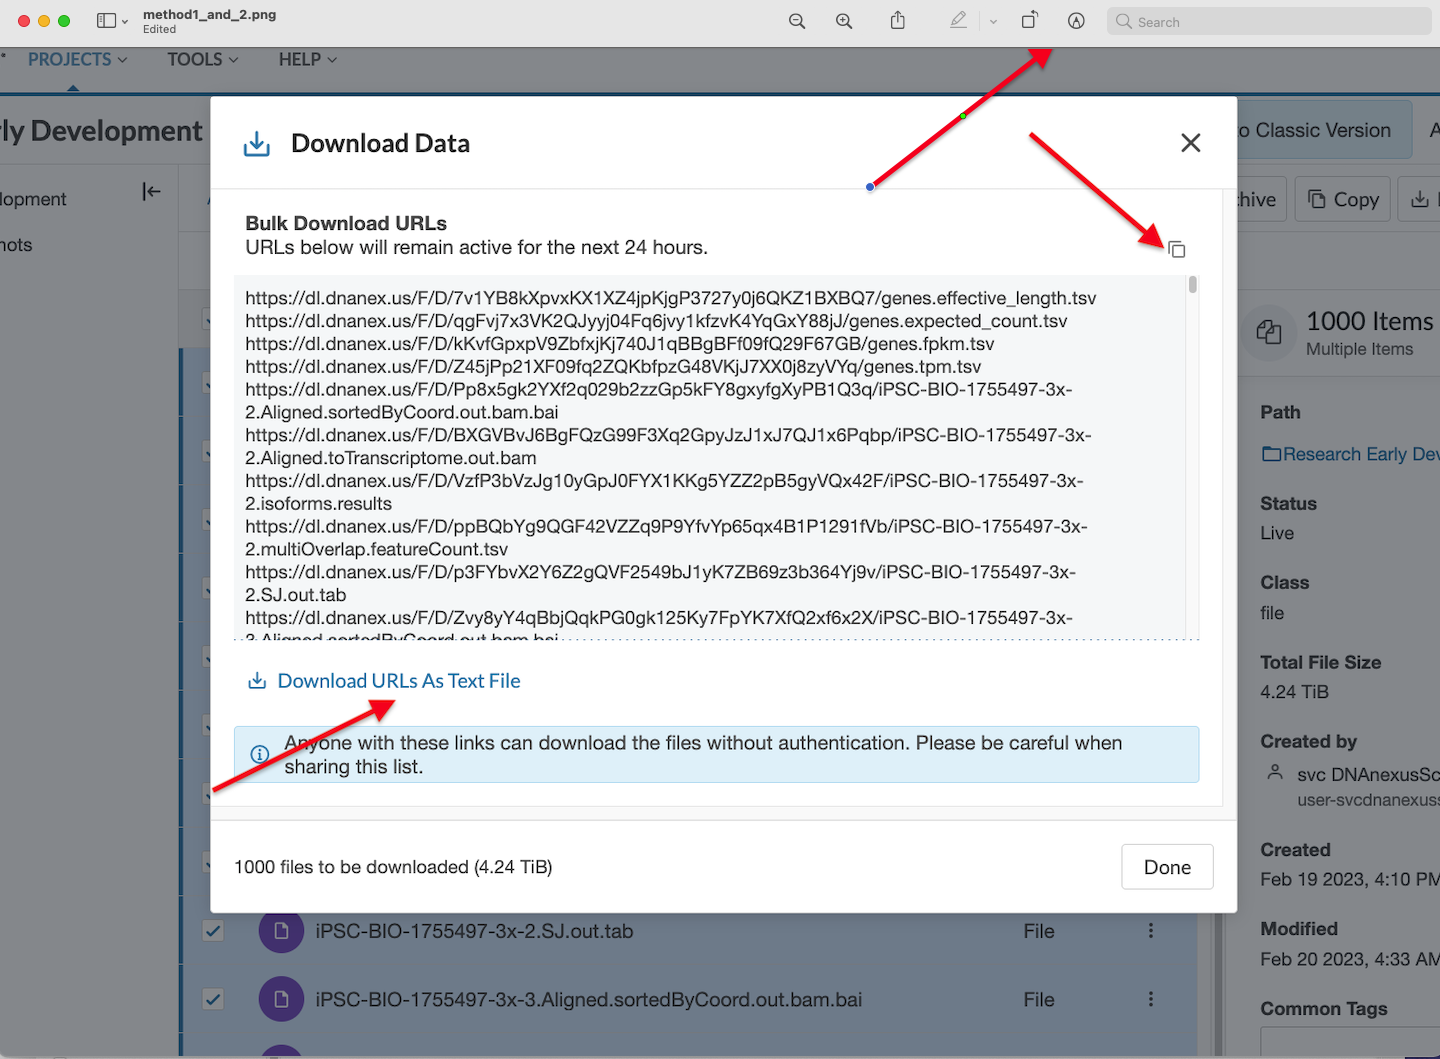 method1_and_2.png
Edited
Search
PROJECTS
TOOLS
HELP
ly Development
Download Data
o Classic Version
lopment
hive
Copy
nots
Bulk Download URLs
URLs below will remain active for the next 24 hours.
https://dl.dnanex.us/F/D/7v1YB8kXpvxKX1XZ4jpKjgP3727y0j6QKZ1BXBQ7/genes.effective_length.tsv
https://dl.dnanex.us/F/D/qgFvj7x3VK2QJyyj04Fq6jvy1kfzvK4YqGxY88jJ/genes.expected_count.tsv
https://dl.dnanex.us/F/D/kKvfGpxpV9ZbfxjKj740J1qBBgBFf09fQ29F67GB/genes.fpkm.tsv
https://dl.dnanex.us/F/D/Z45jPp21XF09fq2ZQKbfpzG48VKjJ7XX0j8zyVYq/genes.tpm.tsv
https://dl.dnanex.us/F/D/Pp8x5gk2YXf2q029b2zzGp5kFY8gxyfgXyPB1Q3q/iPSC-BIO-1755497-3x-
2.Aligned.sortedByCoord.out.bam.bai
https://dl.dnanex.us/F/D/BXGVBvJ6BgFQzG99F3Xq2GpyJzJ1xJ7QJ1x6Pqbp/iPSC-BIO-1755497-3x-
2.Aligned.toTranscriptome.out.bam
https://dl.dnanex.us/F/D/VzfP3bVzJg10yGpJ0FYX1KKg5YZZ2pB5gyVQx42F/iPSC-BIO-1755497-3x-
2.isoforms.results
https://dl.dnanex.us/F/D/ppBQbYg9QGF42VZZq9P9YfvYp65qx4B1P1291fVb/iPSC-BIO-1755497-3x-
2.multiOverlap.featureCount.tsv
https://dl.dnanex.us/F/D/p3FYbvX2Y6Z2gQVF2549bJ1yK7ZB69z3b364Yj9v/iPSC-BIO-1755497-3x-
2.SJ.out.tab
https://dl.dnanex.us/F/D/Zvy8yY4qBbjQqkPG0gk125Ky7FpYK7XfQ2xf6x2X/iPSC-BIO-1755497-3x-
3.Aligned.sortedByCoord.out.bam.bai
Download URLs As Text File
Anyone with these links can download the files without authentication. Please be careful when
sharing this list.
1000 files to be downloaded (4.24 TiB)
Done
iPSC-BIO-1755497-3x-2.SJ.out.tab
File
iPSC-BIO-1755497-3x-3.Aligned.sortedByCoord.out.bam.bai
File
1000 Items
Multiple Items
Path
Research Early Dev
Status
Live
Class
file
Total File Size
4.24 TiB
Created by
svc DNAnexusSc
user-svcdnanexuss
Created
Feb 19 2023, 4:10 PM
Modified
Feb 20 2023, 4:33 AM
Common Tags